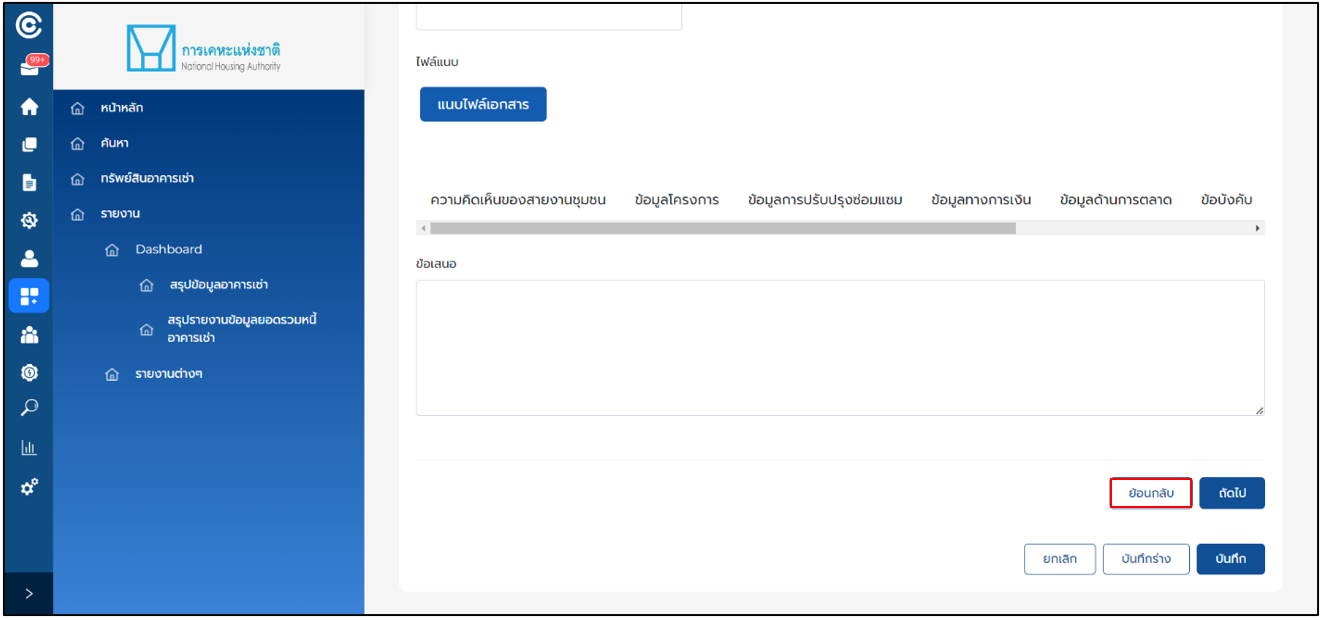 99+
การเคหะแห่งชาติ
National Housing Authority
หน้าหลัก
ค้นหา
ทรัพย์สินอาคารเช่า
รายงาน
Dashboard
สรุปข้อมูลอาคารเช่า
สรุปรายงานข้อมูลยอดรวมหนี้
อาคารเช่า
รายงานต่างๆ
ไฟล์แนบ
แนบไฟล์เอกสาร
ความคิดเห็นของสายงานชุมชน ข้อมูลโครงการ ข้อมูลการปรับปรุงซ่อมแซม ข้อมูลทางการเงิน ข้อมูลด้านการตลาด ข้อบังคับ
ข้อเสนอ
ย้อนกลับ ถัดไป
ยกเลิก บันทึกร่าง บันทึก